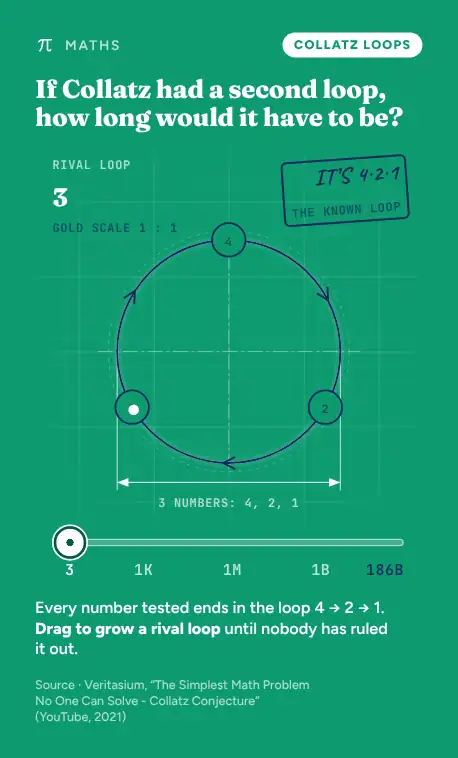 π MATHS
COLLATZ LOOPS
If Collatz had a second loop,
how long would it have to be?
RIVAL LOOP
3
GOLD SCALE 1 : 1
IT'S 4·2·1
THE KNOWN LOOP
4
2
3 NUMBERS: 4, 2, 1
3 1K 1M 1B 186B
Every number tested ends in the loop 4 → 2 → 1.
Drag to grow a rival loop until nobody has ruled
it out.
Source · Veritasium, “The Simplest Math Problem
No One Can Solve - Collatz Conjecture”
(YouTube, 2021)